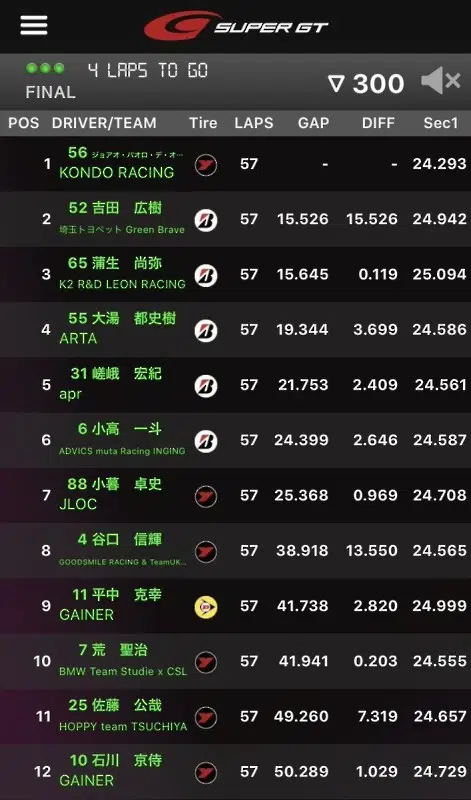 SUPER GT
4 LAPS TO GO
FINAL
▽ 300
POS DRIVER/TEAM Tire LAPS GAP DIFF Sec1
1 56 ジョアオ・パオロ・デ・オ… 57 - - 24.293
KONDO RACING
2 52 吉田 広樹 57 15.526 15.526 24.942
埼玉トヨペット Green Brave
3 65 蒲生 尚弥 57 15.645 0.119 25.094
K2 R&D LEON RACING
4 55 大湯 都史樹 57 19.344 3.699 24.586
ARTA
5 31 嵯峨 宏紀 57 21.753 2.409 24.561
apr
6 6 小高 一斗 57 24.399 2.646 24.587
ADVICS muta Racing INGING
7 88 小暮 卓史 57 25.368 0.969 24.708
JLOC
8 4 谷口 信輝 57 38.918 13.550 24.565
GOODSMILE RACING & TeamUK…
9 11 平中 克幸 57 41.738 2.820 24.999
GAINER
10 7 荒 聖治 57 41.941 0.203 24.555
BMW Team Studie x CSL
11 25 佐藤 公哉 57 49.260 7.319 24.657
HOPPY team TSUCHIYA
12 10 石川 京侍 57 50.289 1.029 24.729
GAINER